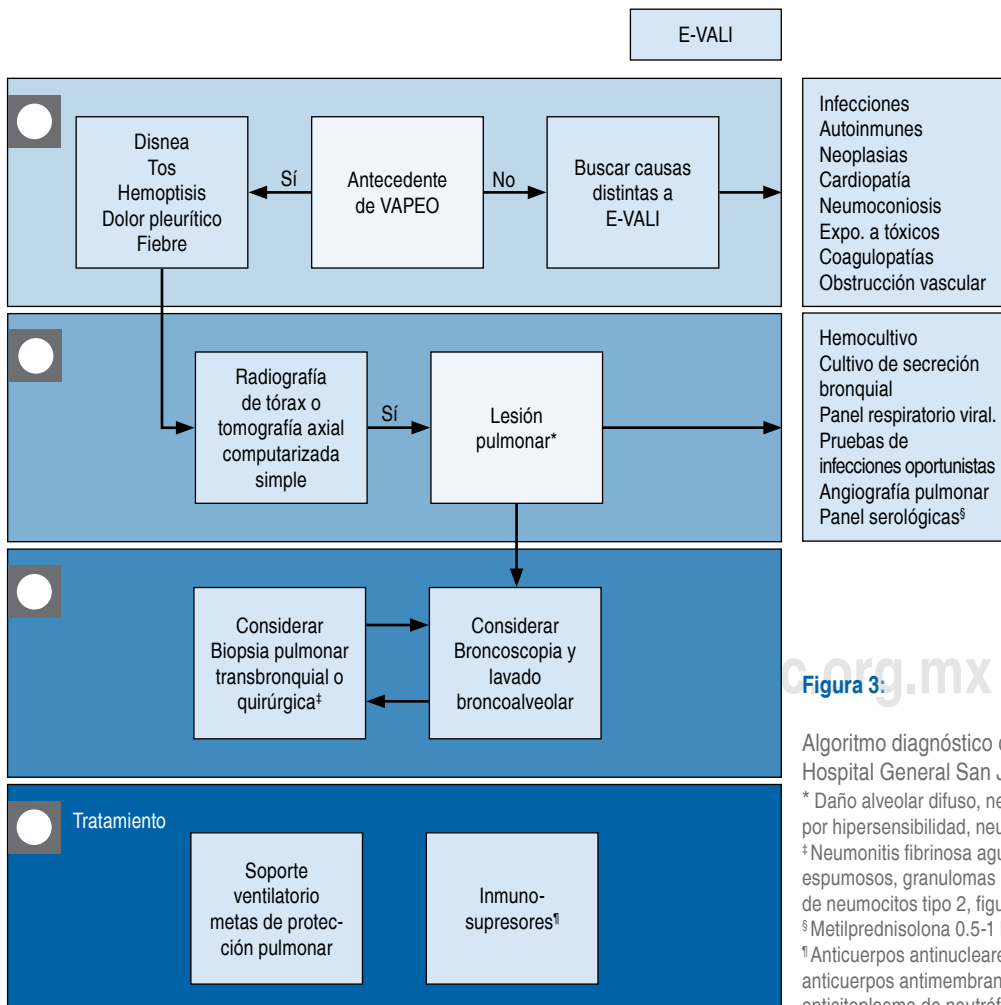 E-VALI
Disnea
Tos
Hemoptisis
Dolor pleurítico
Fiebre
Sí
Antecedente
de VAPEO
No
Buscar causas
distintas a
E-VALI
Infecciones
Autoinmunes
Neoplasias
Cardiopatía
Neumoconiosis
Expo. a tóxicos
Coagulopatías
Obstrucción vascular
Radiografía
de tórax o
tomografía axial
computarizada
simple
Sí
Lesión
pulmonar*
Hemocultivo
Cultivo de secreción
bronquial
Panel respiratorio viral.
Pruebas de
infecciones oportunistas
Angiografía pulmonar
Panel serológicas§
Considerar
Biopsia pulmonar
transbronquial o
quirúrgica‡
Considerar
Broncoscopia y
lavado
broncoalveolar
Tratamiento
Soporte
ventilatorio
metas de protec-
ción pulmonar
Inmuno-
supresores¶
c.org.mx
Figura 3:
Algoritmo diagnóstico
Hospital General San
* Daño alveolar difuso,
por hipersensibilidad,
‡ Neumonitis fibrinosa
espumosos, granulomas
de neumocitos tipo 2,
§ Metilprednisolona 0.5-1
¶ Anticuerpos
anticuerpos